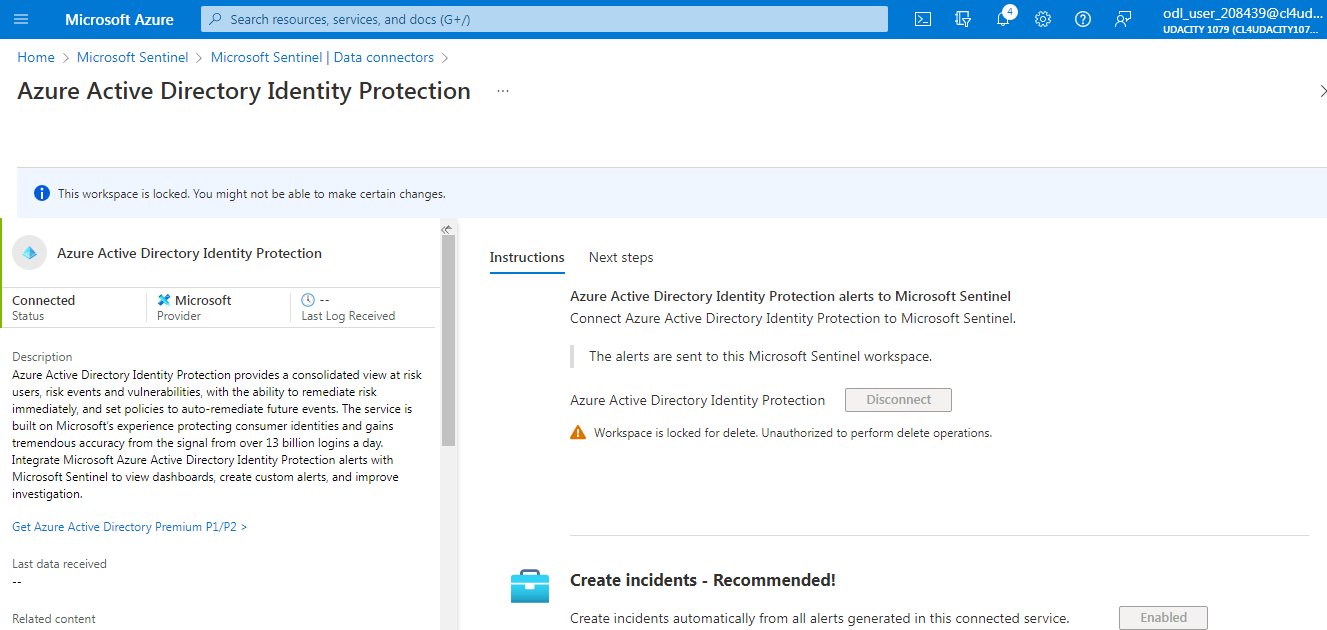 Microsoft Azure
Search resources, services, and docs (G+/)
4
odl_user_208439@cl4ud...
UDACITY 1079 (CL4UDACITY107...
Home > Microsoft Sentinel > Microsoft Sentinel | Data connectors >
Azure Active Directory Identity Protection ...
This workspace is locked. You might not be able to make certain changes.
Azure Active Directory Identity Protection
Connected
Status
Microsoft
Provider
--
Last Log Received
Description
Azure Active Directory Identity Protection provides a consolidated view at risk
users, risk events and vulnerabilities, with the ability to remediate risk
immediately, and set policies to auto-remediate future events. The service is
built on Microsoft's experience protecting consumer identities and gains
tremendous accuracy from the signal from over 13 billion logins a day.
Integrate Microsoft Azure Active Directory Identity Protection alerts with
Microsoft Sentinel to view dashboards, create custom alerts, and improve
investigation.
Get Azure Active Directory Premium P1/P2 >
Last data received
--
Related content
Instructions Next steps
Azure Active Directory Identity Protection alerts to Microsoft Sentinel
Connect Azure Active Directory Identity Protection to Microsoft Sentinel.
The alerts are sent to this Microsoft Sentinel workspace.
Azure Active Directory Identity Protection Disconnect
Workspace is locked for delete. Unauthorized to perform delete operations.
Create incidents - Recommended!
Create incidents automatically from all alerts generated in this connected service. Enabled